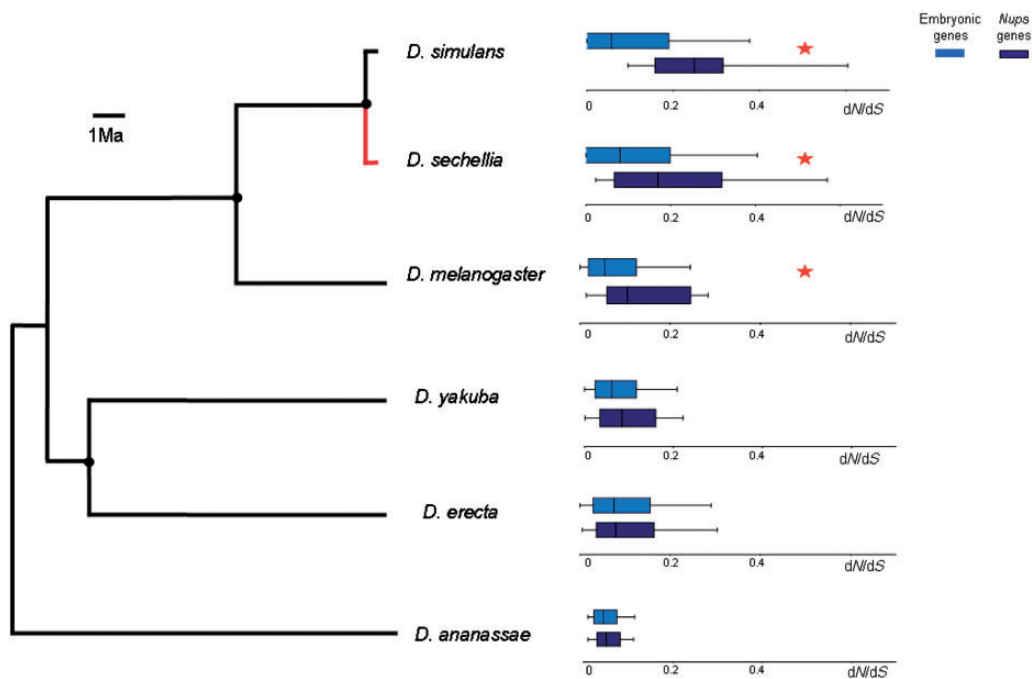 Embryonic genes
Nups genes
D. simulans
0 0.2 0.4 dN/dS
1Ma
D. sechellia
0 0.2 0.4 dN/dS
D. melanogaster
0 0.2 0.4 dN/dS
D. yakuba
0 0.2 0.4 dN/dS
D. erecta
0 0.2 0.4 dN/dS
D. ananassae
0 0.2 0.4 dN/dS